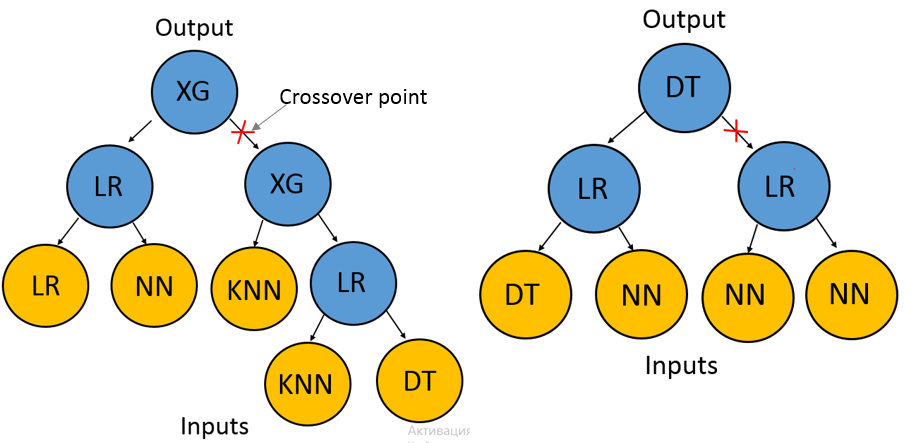 Output
XG
Crossover point
LR
XG
LR
NN
KNN
LR
KNN
DT
Inputs
Активация
Output
DT
LR
LR
DT
NN
NN
NN
Inputs